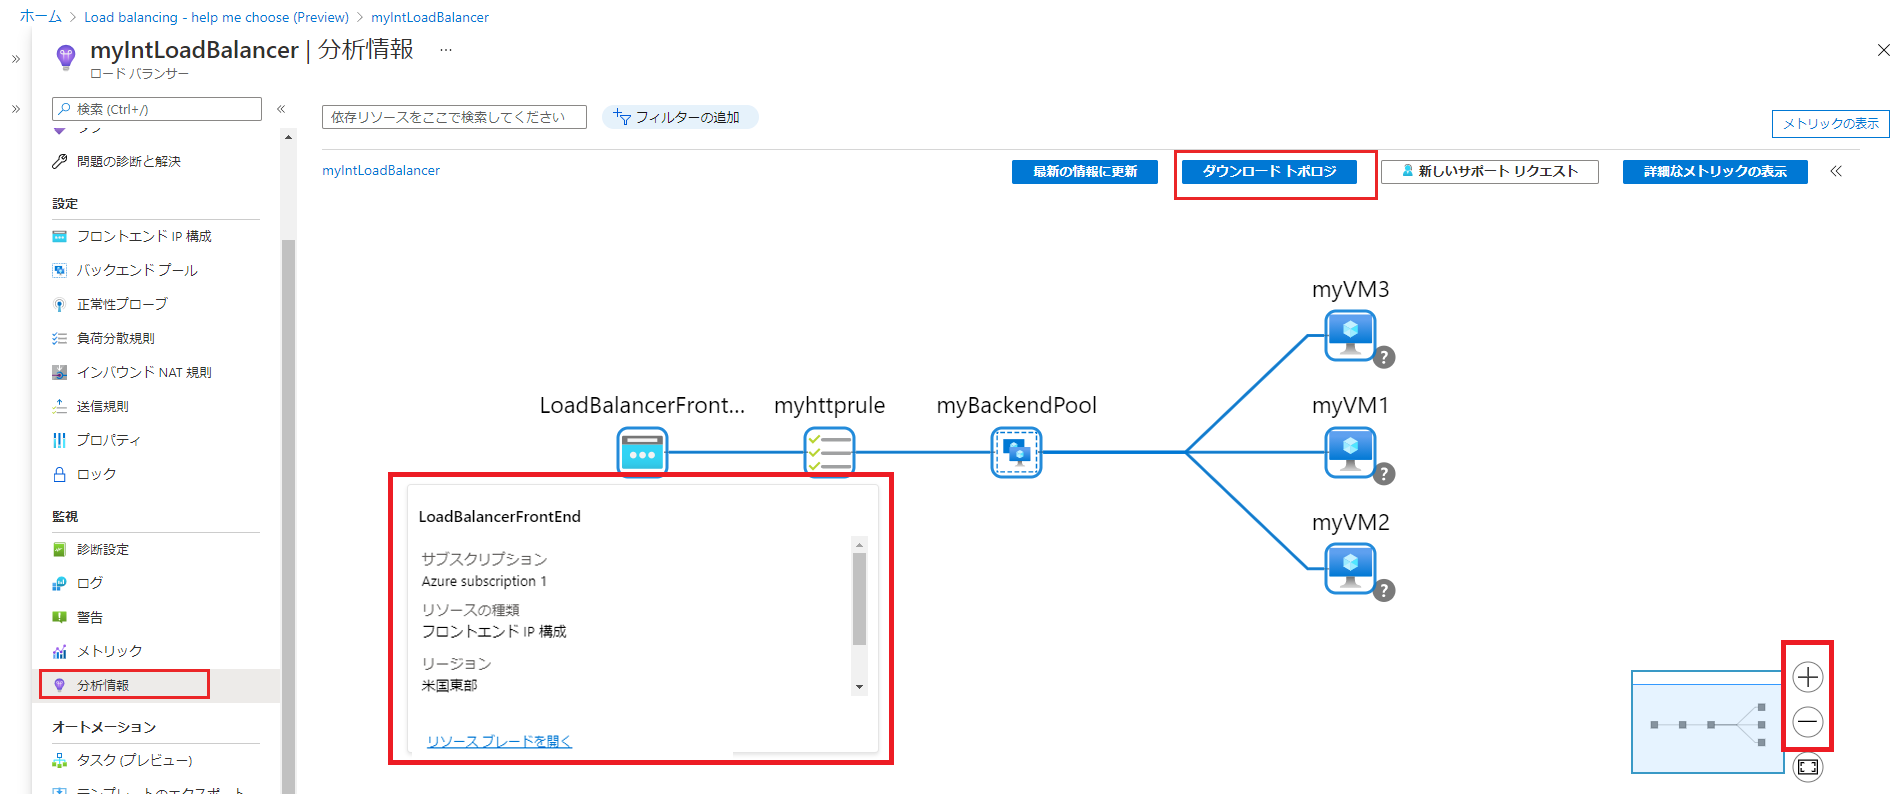 ホーム > Load balancing - help me choose (Preview) > myIntLoadBalancer
myIntLoadBalancer | 分析情報 ...
ロード バランサー
検索 (Ctrl+/)
問題の診断と解決
設定
フロントエンド IP 構成
バックエンド プール
正常性プローブ
負荷分散規則
インバウンド NAT 規則
送信規則
プロパティ
ロック
監視
診断設定
ログ
警告
メトリック
分析情報
オートメーション
タスク (プレビュー)
テンプレートのエクスポート
依存リソースをここで検索してください
フィルターの追加
メトリックの表示
myIntLoadBalancer
最新の情報に更新
ダウンロード トポロジ
新しいサポート リクエスト
詳細なメトリックの表示
myVM3
?
LoadBalancerFront...
myhttprule
myBackendPool
myVM1
?
myVM2
?
LoadBalancerFrontEnd
サブスクリプション
Azure subscription 1
リソースの種類
フロントエンド IP 構成
リージョン
米国東部
リソース ブレードを開く